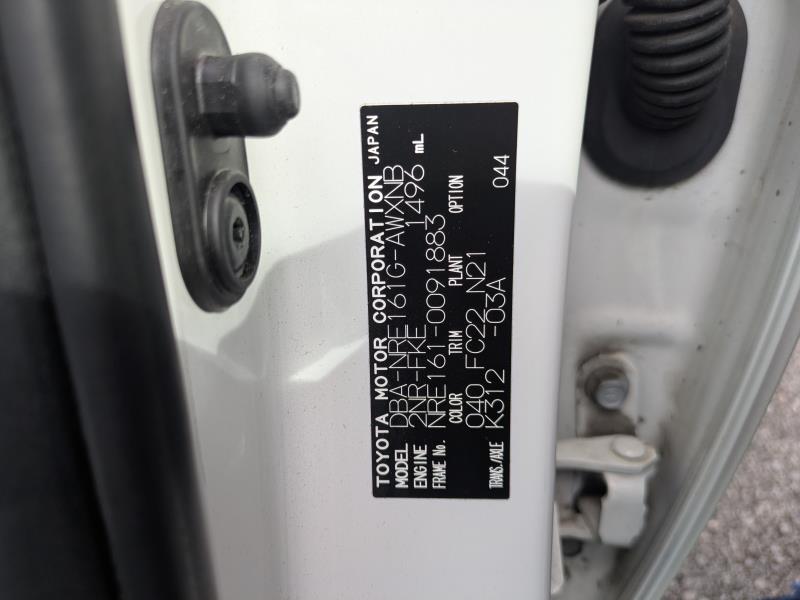 TOYOTA MOTOR CORPORATION JAPAN
MODEL DBA-NRE161G-AWXNB
ENGINE 2NR-FKE 1496 mL
FRAME No. NRE161-0091883
COLOR TRIM PLANT OPTION
040 FC22 N21 044
TRANS./AXLE K312 -03A